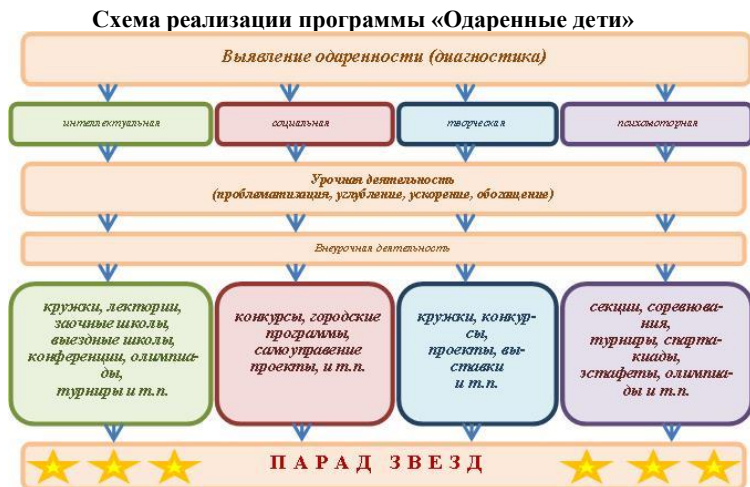 Схема реализации программы «Одаренные дети»
Выявление одаренности (диагностика)
интеллектуальная
социальная
творческая
психомоторная
Урочная деятельность
(проблематизация, углубление, ускорение, обогащение)
Внеурочная деятельность
кружки, лектории,
заочные школы,
выездные школы,
конференции, олимпиа-
ды,
турниры и т.п.
конкурсы, городские
программы,
самоуправение
проекты, и т.п.
кружки, конкур-
сы,
проекты, вы-
ставки
и т.п.
секции, соревнова-
ния,
турниры, спарта-
киады,
эстафеты, олимпиа-
ды и т.п.
ПАРАД ЗВЕЗД